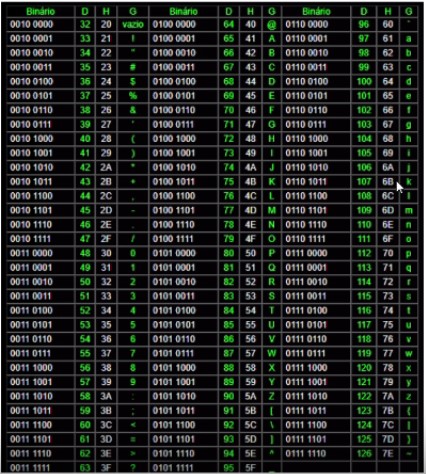 Binário D H G Binário D H G Binário D H G
0010 0000 32 20 vazio 0100 0000 64 40 @ 0110 0000 96 60 `
0010 0001 33 21 ! 0100 0001 65 41 A 0110 0001 97 61 a
0010 0010 34 22 " 0100 0010 66 42 B 0110 0010 98 62 b
0010 0011 35 23 # 0100 0011 67 43 C 0110 0011 99 63 c
0010 0100 36 24 $ 0100 0100 68 44 D 0110 0100 100 64 d
0010 0101 37 25 % 0100 0101 69 45 E 0110 0101 101 65 e
0010 0110 38 26 & 0100 0110 70 46 F 0110 0110 102 66 f
0010 0111 39 27 ' 0100 0111 71 47 G 0110 0111 103 67 g
0010 1000 40 28 ( 0100 1000 72 48 H 0110 1000 104 68 h
0010 1001 41 29 ) 0100 1001 73 49 I 0110 1001 105 69 i
0010 1010 42 2A * 0100 1010 74 4A J 0110 1010 106 6A j
0010 1011 43 2B + 0100 1011 75 4B K 0110 1011 107 6B k
0010 1100 44 2C 0100 1100 76 4C L 0110 1100 108 6C l
0010 1101 45 2D - 0100 1101 77 4D M 0110 1101 109 6D m
0010 1110 46 2E . 0100 1110 78 4E N 0110 1110 110 6E n
0010 1111 47 2F / 0100 1111 79 4F O 0110 1111 111 6F o
0011 0000 48 30 0 0101 0000 80 50 P 0111 0000 112 70 p
0011 0001 49 31 1 0101 0001 81 51 Q 0111 0001 113 71 q
0011 0010 50 32 2 0101 0010 82 52 R 0111 0010 114 72 r
0011 0011 51 33 3 0101 0011 83 53 S 0111 0011 115 73 s
0011 0100 52 34 4 0101 0100 84 54 T 0111 0100 116 74 t
0011 0101 53 35 5 0101 0101 85 55 U 0111 0101 117 75 u
0011 0110 54 36 6 0101 0110 86 56 V 0111 0110 118 76 v
0011 0111 55 37 7 0101 0111 87 57 W 0111 0111 119 77 w
0011 1000 56 38 8 0101 1000 88 58 X 0111 1000 120 78 x
0011 1001 57 39 9 0101 1001 89 59 Y 0111 1001 121 79 y
0011 1010 58 3A : 0101 1010 90 5A Z 0111 1010 122 7A z
0011 1011 59 3B ; 0101 1011 91 5B [ 0111 1011 123 7B {
0011 1100 60 3C < 0101 1100 92 5C \ 0111 1100 124 7C |
0011 1101 61 3D = 0101 1101 93 5D ] 0111 1101 125 7D }
0011 1110 62 3E > 0101 1110 94 5E ^ 0111 1110 126 7E ~
0011 1111 63 3F ? 0101 1111 95 5F